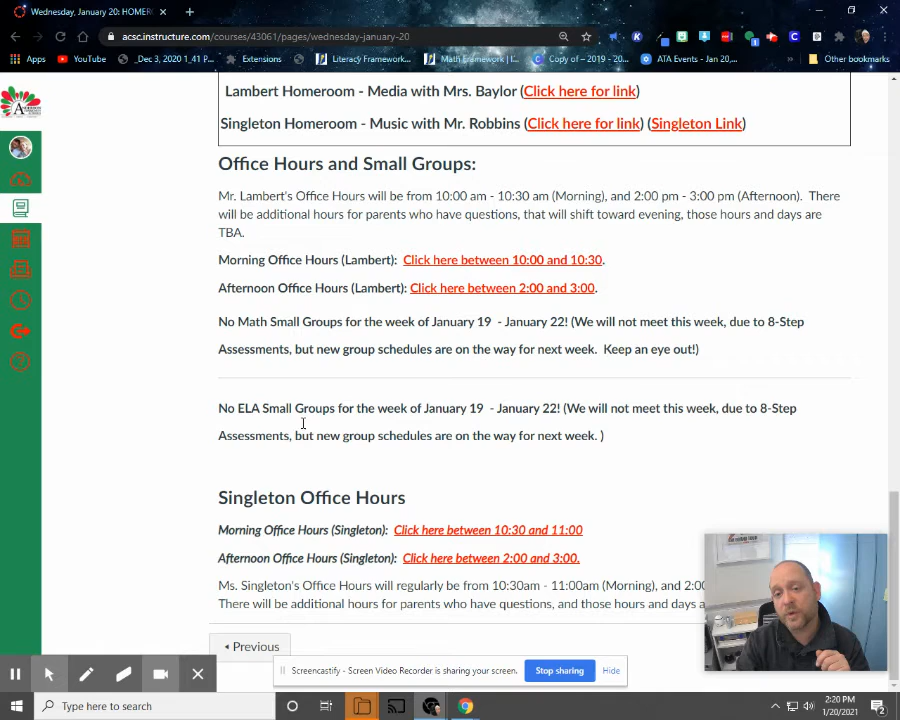 Wednesday, January 20: HOMER
acsc.instructure.com/courses/43061/pages/wednesday-january-20
Apps
YouTube
_Dec 3, 2020 1_41 P...
Extensions
Literacy Framework...
Math Framework | I...
Copy of – 2019 - 20...
ATA Events - Jan 20,...
Other bookmarks
Lambert Homeroom - Media with Mrs. Baylor (Click here for link)
Singleton Homeroom - Music with Mr. Robbins (Click here for link) (Singleton Link)
Office Hours and Small Groups:
Mr. Lambert's Office Hours will be from 10:00 am - 10:30 am (Morning), and 2:00 pm - 3:00 pm (Afternoon). There
will be additional hours for parents who have questions, that will shift toward evening, those hours and days are
TBA.
Morning Office Hours (Lambert): Click here between 10:00 and 10:30.
Afternoon Office Hours (Lambert): Click here between 2:00 and 3:00.
No Math Small Groups for the week of January 19 - January 22! (We will not meet this week, due to 8-Step
Assessments, but new group schedules are on the way for next week. Keep an eye out!)
No ELA Small Groups for the week of January 19 - January 22! (We will not meet this week, due to 8-Step
Assessments, but new group schedules are on the way for next week. )
Singleton Office Hours
Morning Office Hours (Singleton): Click here between 10:30 and 11:00
Afternoon Office Hours (Singleton): Click here between 2:00 and 3:00.
Ms. Singleton's Office Hours will regularly be from 10:30am - 11:00am (Morning), and 2:00
There will be additional hours for parents who have questions, and those hours and days a
Previous
Screencastify - Screen Video Recorder is sharing your screen.
Stop sharing
Hide
Type here to search
2:20 PM
1/20/2021
2